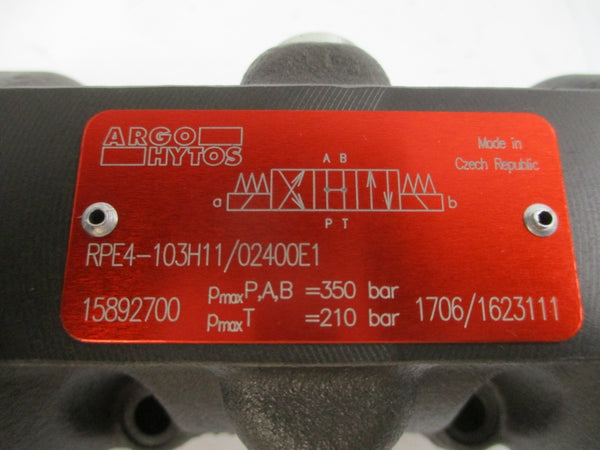 ARGO
HYTOS
Made in
Czech Republic
A B
a
b
P T
RPE4-103H11/02400E1
15892700
pmaxP,A,B =350 bar
pmaxT =210 bar
1706/1623111